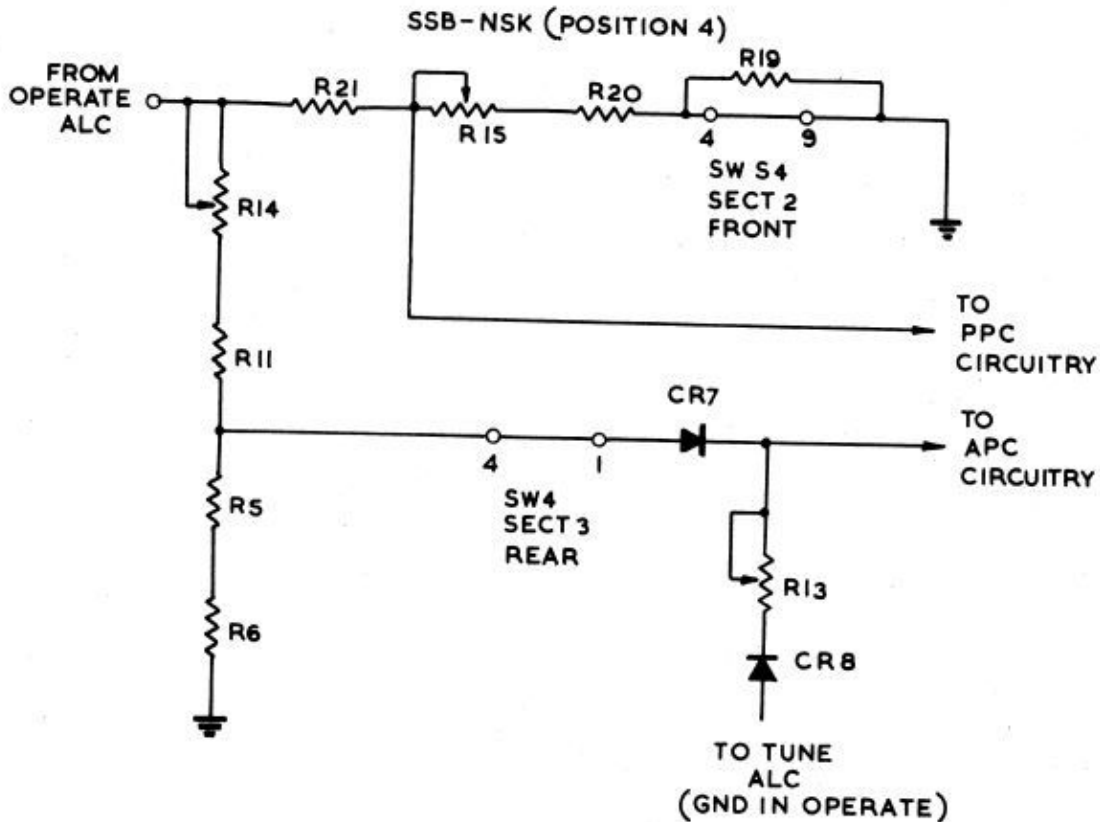 SSB-NSK (POSITION 4)
FROM
OPERATE
ALC
R21
R15
R20
R19
4
9
SW S4
SECT 2
FRONT
R14
R11
TO
PPC
CIRCUITRY
CR7
TO
APC
CIRCUITRY
4
1
SW4
SECT 3
REAR
R5
R13
R6
CR8
TO TUNE
ALC
(GND IN OPERATE)